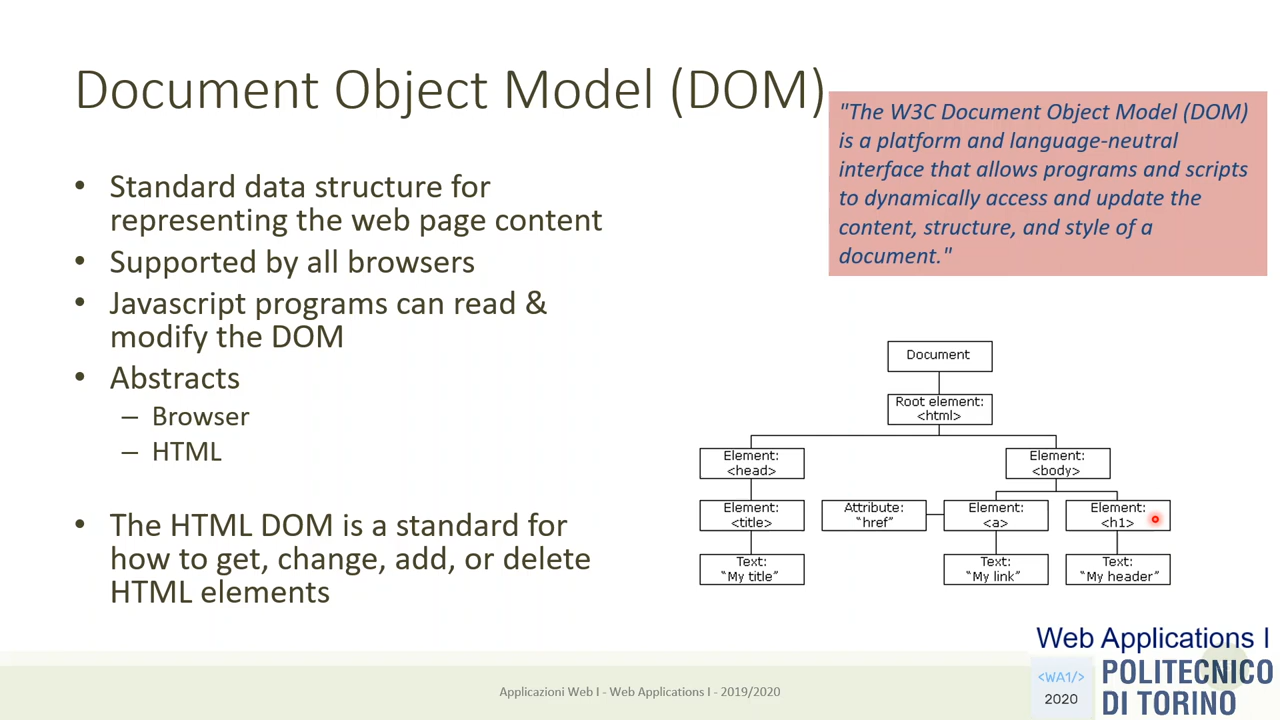 Document Object Model (DOM)
"The W3C Document Object Model (DOM)
is a platform and language-neutral
interface that allows programs and scripts
to dynamically access and update the
content, structure, and style of a
document."
• Standard data structure for
representing the web page content
• Supported by all browsers
• Javascript programs can read &
modify the DOM
• Abstracts
– Browser
– HTML
• The HTML DOM is a standard for
how to get, change, add, or delete
HTML elements
Document
Root element:
<html>
Element:
<head>
Element:
<body>
Element:
<title>
Attribute:
"href"
Element:
<a>
Element:
<h1>
Text:
"My title"
Text:
"My link"
Text:
"My header"
Applicazioni Web I - Web Applications I - 2019/2020
Web Applications I
<WA1/>
2020
POLITECNICO
DI TORINO